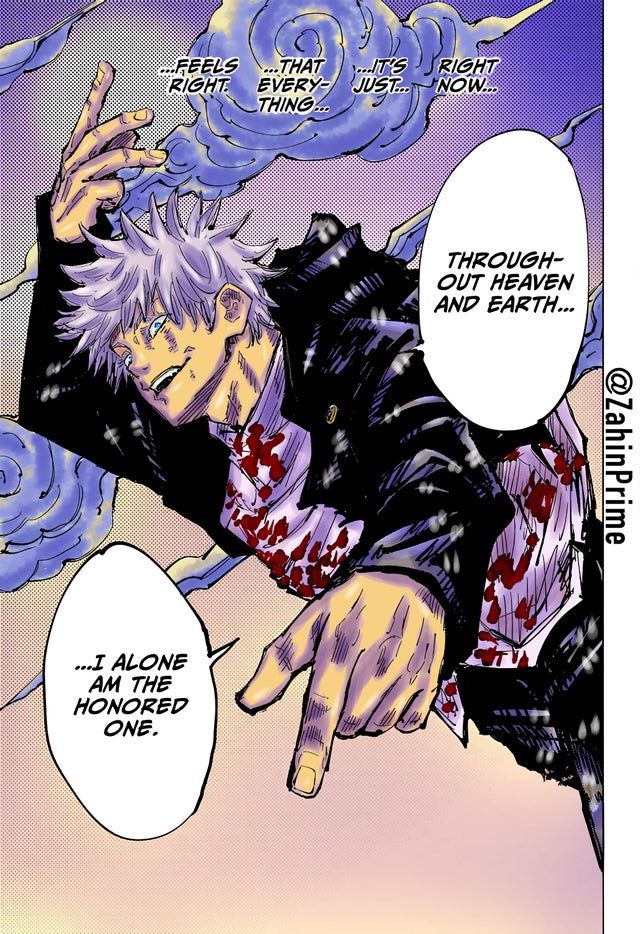 RIGHT
NOW...
...IT'S
JUST...
...THAT
EVERY-
THING...
...FEELS
RIGHT.
THROUGH-
OUT HEAVEN
AND EARTH...
...I ALONE
AM THE
HONORED
ONE.
@ZahinPrime